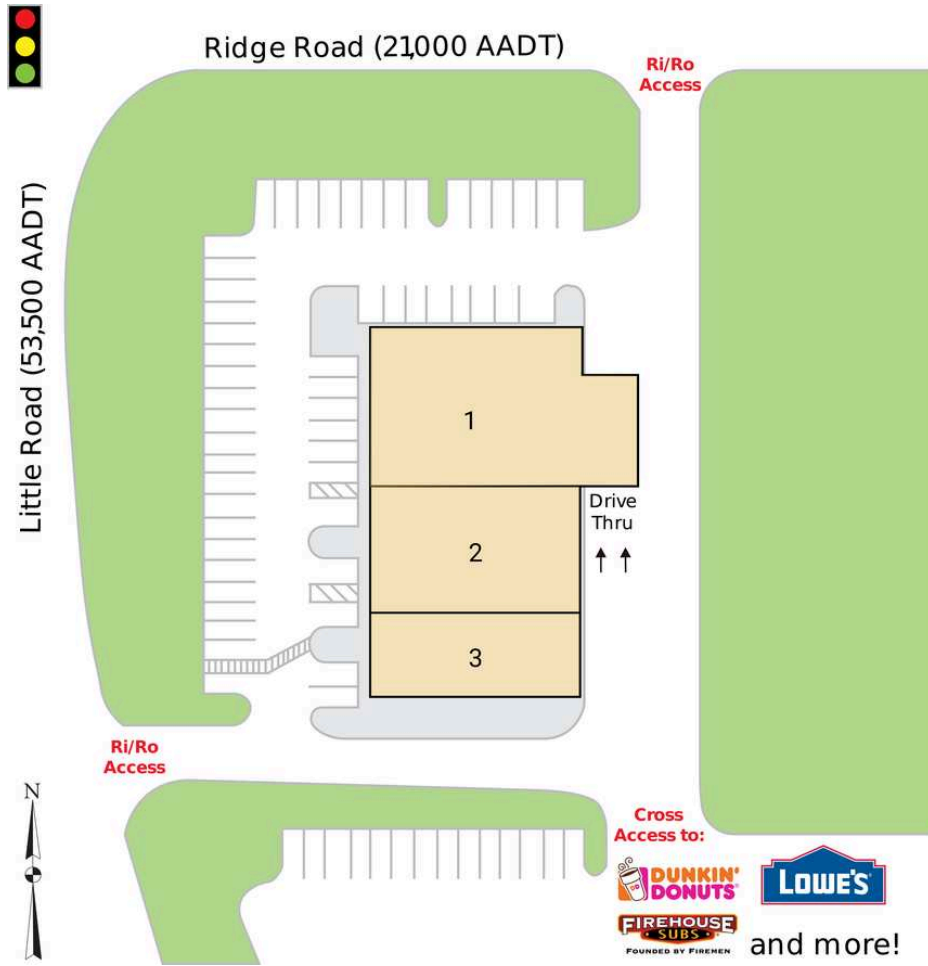 Ridge Road (21,000 AADT)
Ri/Ro
Access
Little Road (53,500 AADT)
1
Drive
Thru
2
3
Ri/Ro
Access
N
Cross
Access to:
DUNKIN'
DONUTS
DD
LOWE'S
FIREHOUSE
SUBS
FOUNDED BY FIREMEN
and more!